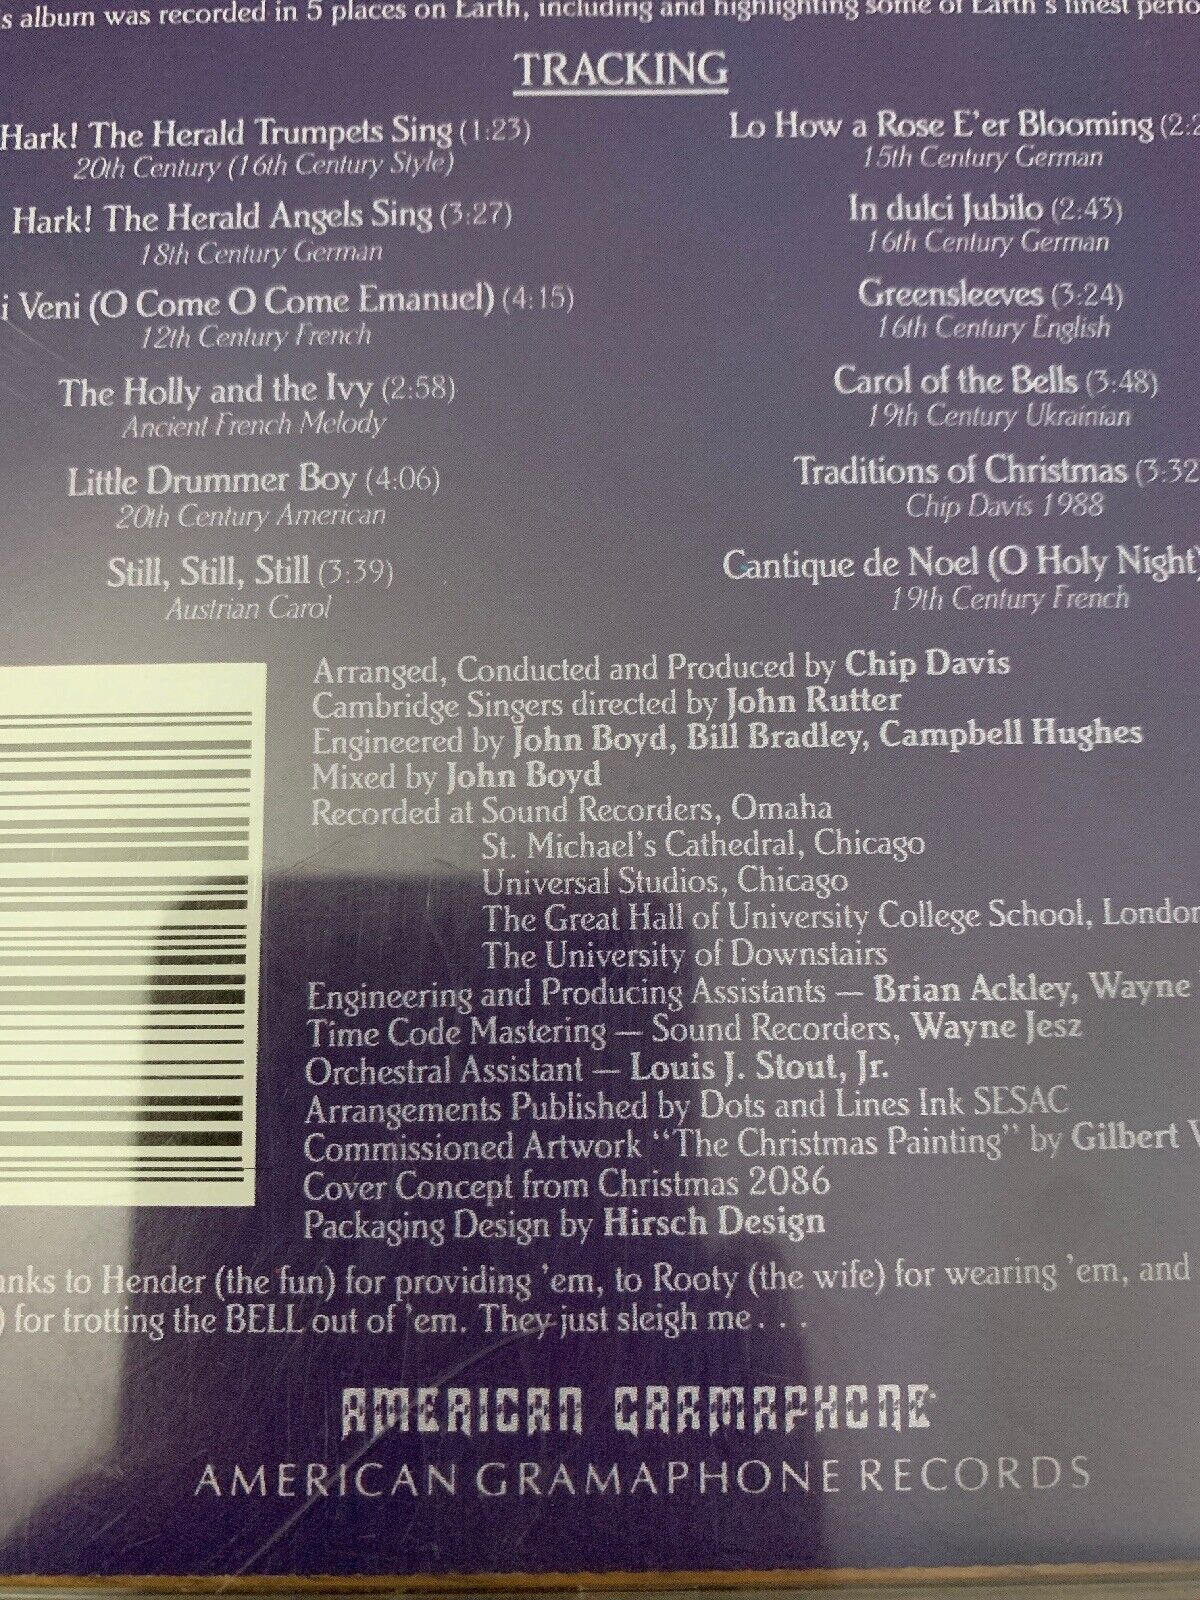 s album was recorded in 5 places on Earth, including and highlighting some of Earth's finest perio
TRACKING
Hark! The Herald Trumpets Sing (1:23)
20th Century (16th Century Style)
Hark! The Herald Angels Sing (3:27)
18th Century German
i Veni (O Come O Come Emanuel) (4:15)
12th Century French
The Holly and the Ivy (2:58)
Ancient French Melody
Little Drummer Boy (4:06)
20th Century American
Still, Still, Still (3:39)
Austrian Carol
Lo How a Rose E'er Blooming (2:2
15th Century German
In dulci Jubilo (2:43)
16th Century German
Greensleeves (3:24)
16th Century English
Carol of the Bells (3:48)
19th Century Ukrainian
Traditions of Christmas (3:32
Chip Davis 1988
Cantique de Noel (O Holy Night)
19th Century French
Arranged, Conducted and Produced by Chip Davis
Cambridge Singers directed by John Rutter
Engineered by John Boyd, Bill Bradley, Campbell Hughes
Mixed by John Boyd
Recorded at Sound Recorders, Omaha
St. Michael's Cathedral, Chicago
Universal Studios, Chicago
The Great Hall of University College School, London
The University of Downstairs
Engineering and Producing Assistants — Brian Ackley, Wayne
Time Code Mastering — Sound Recorders, Wayne Jesz
Orchestral Assistant — Louis J. Stout, Jr.
Arrangements Published by Dots and Lines Ink SESAC
Commissioned Artwork "The Christmas Painting" by Gilbert W
Cover Concept from Christmas 2086
Packaging Design by Hirsch Design
anks to Hender (the fun) for providing 'em, to Rooty (the wife) for wearing 'em, and
) for trotting the BELL out of 'em. They just sleigh me . . .
AMERICAN GRAMAPHONE
AMERICAN GRAMAPHONE RECORDS